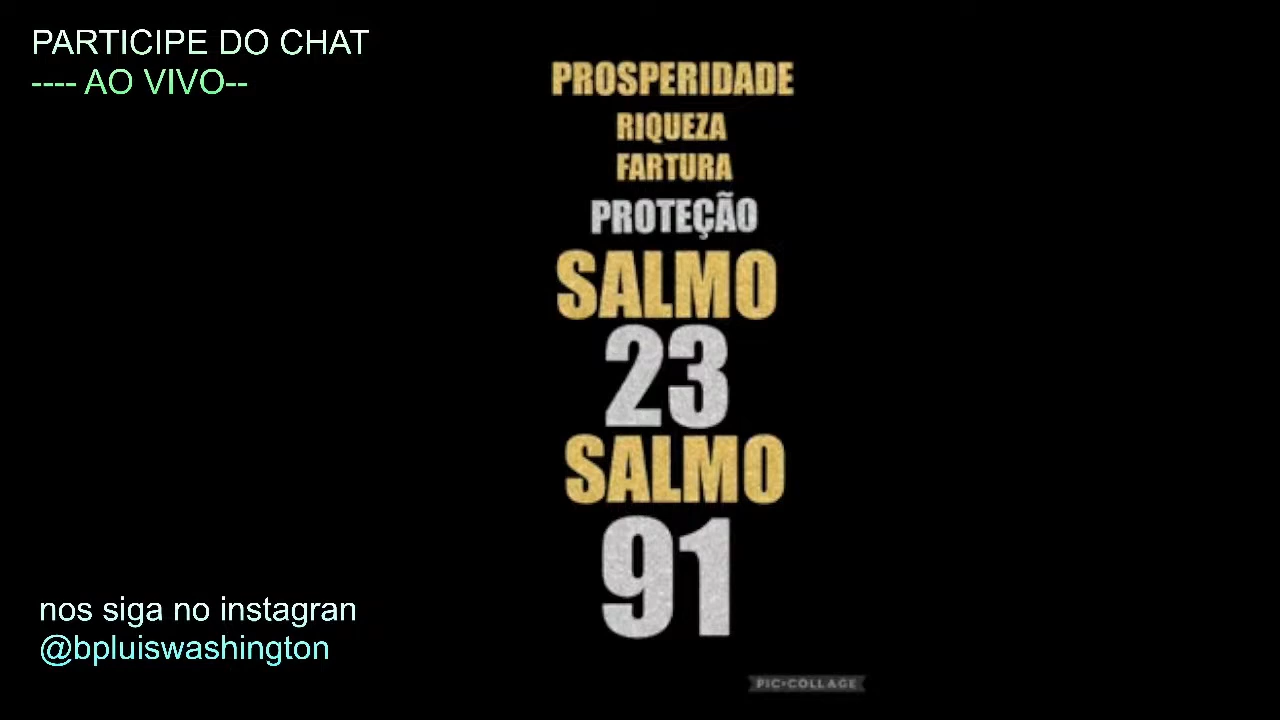 PARTICIPE DO CHAT
---- AO VIVO--
PROSPERIDADE
RIQUEZA
FARTURA
PROTEÇÃO
SALMO
23
SALMO
91
nos siga no instagran
@bpluiswashington
PIC•COLLAGE